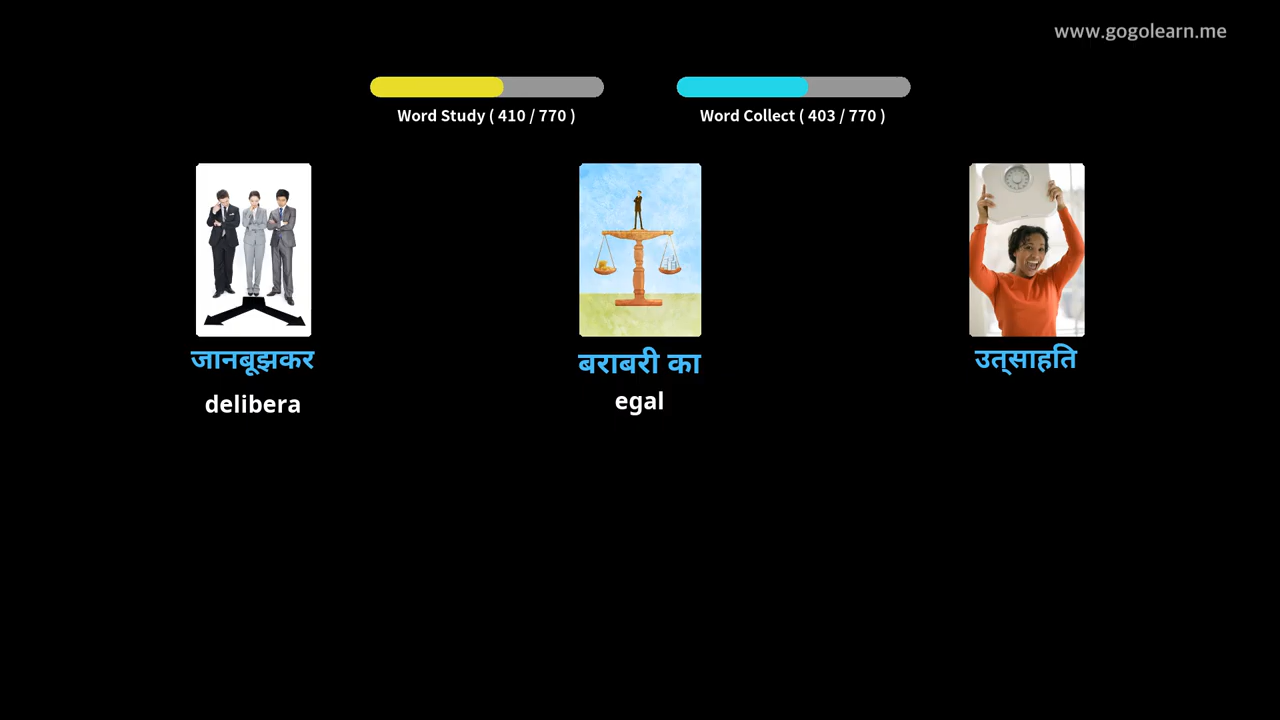 www.gogolearn.me
Word Study ( 410 / 770 )
Word Collect ( 403 / 770 )
जानबूझकर
बराबरी का
उत्साहति
delibera
egal